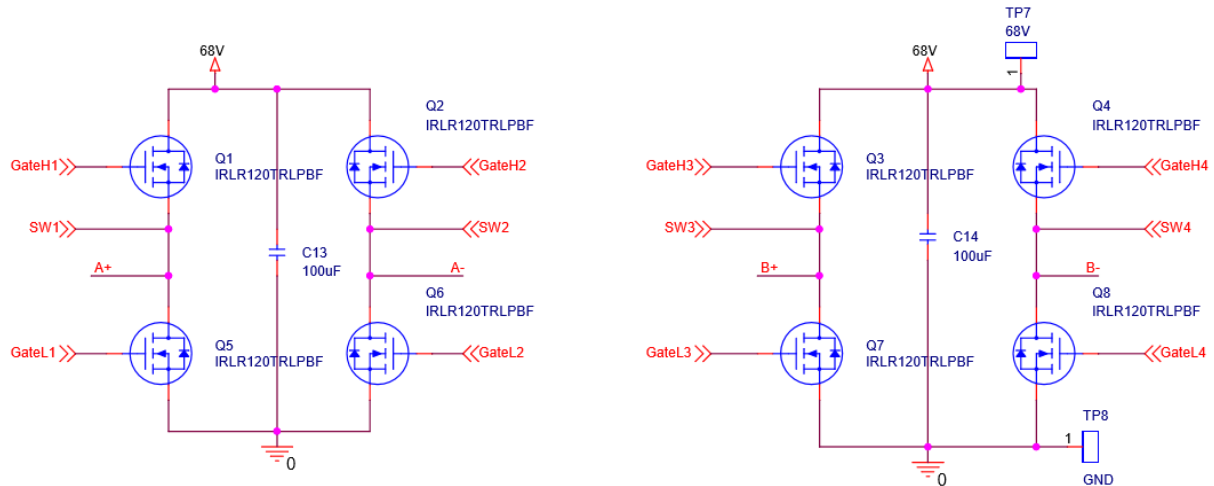 68V
Q2
IRLR120TRLPBF
GateH1
Q1
IRLR120TRLPBF
GateH2
SW1
SW2
C13
100uF
A+
A-
Q6
IRLR120TRLPBF
GateL1
Q5
IRLR120TRLPBF
GateL2
0
TP7
68V
68V
1
Q4
IRLR120TRLPBF
GateH3
Q3
IRLR120TRLPBF
GateH4
SW3
SW4
C14
100uF
B+
B-
Q8
IRLR120TRLPBF
GateL3
Q7
IRLR120TRLPBF
GateL4
TP8
1
GND
0